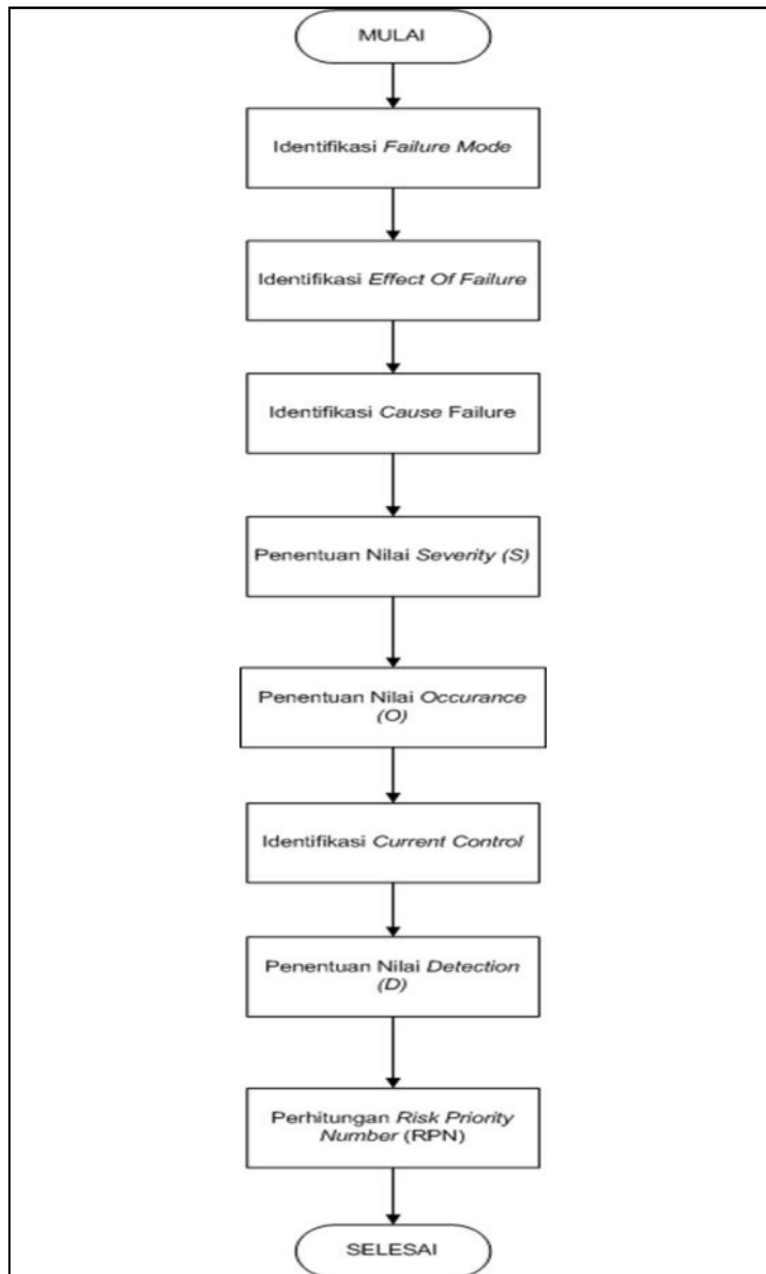 MULAI
Identifikasi Failure Mode
Identifikasi Effect Of Failure
Identifikasi Cause Failure
Penentuan Nilai Severity (S)
Penentuan Nilai Occurance
(O)
Identifikasi Current Control
Penentuan Nilai Detection
(D)
Perhitungan Risk Priority
Number (RPN)
SELESAI